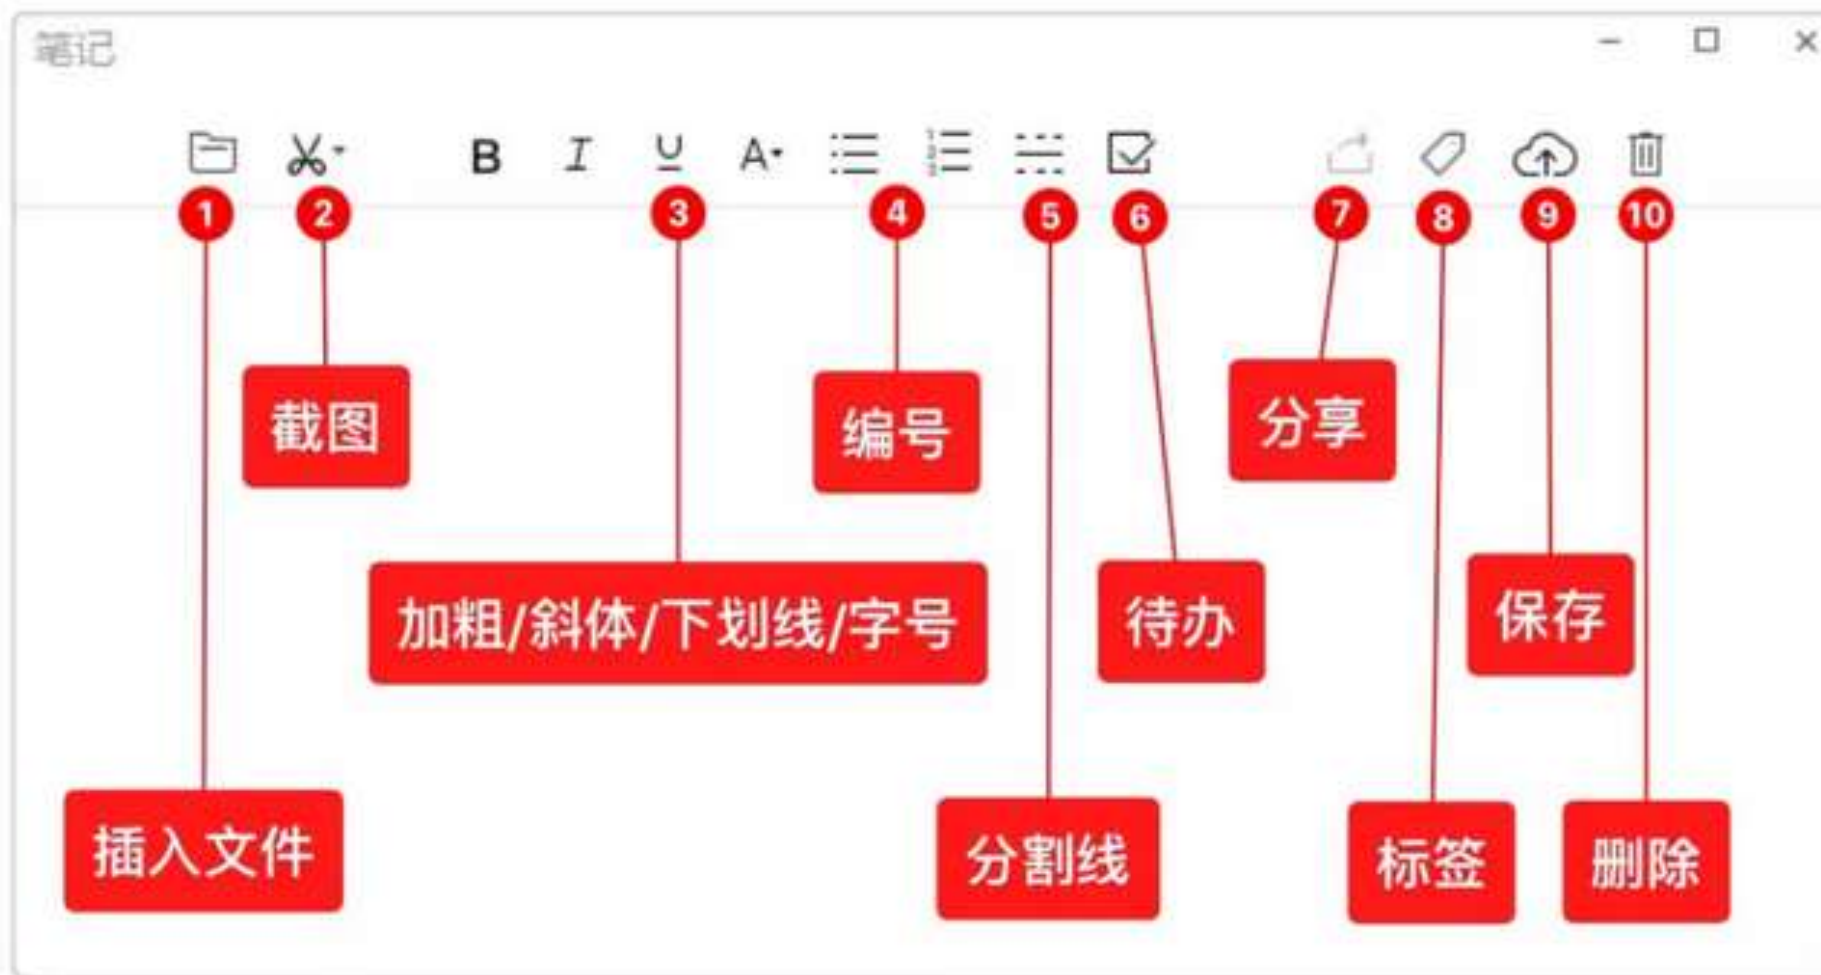 笔记
B I U A
1 2 3 4 5 6 7 8 9 10
截图
编号
分享
加粗/斜体/下划线/字号
待办
保存
插入文件
分割线
标签
删除